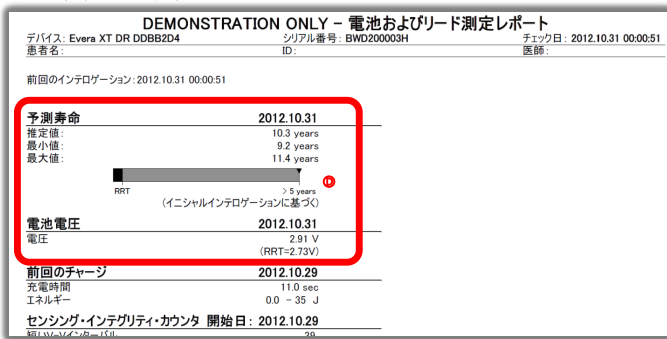 DEMONSTRATION ONLY – 電池およびリード測定レポート
デバイス: Evera XT DR DDBB2D4 シリアル番号: BWD200003H チェック日: 2012.10.31 00:00:51
患者名: ID: 医師:
前回のインテロゲーション: 2012.10.31 00:00:51
予測寿命 2012.10.31
推定値: 10.3 years
最小値: 9.2 years
最大値: 11.4 years
D
RRT > 5 years
(イニシャルインテロゲーションに基づく)
電池電圧 2012.10.31
電圧 2.91 V
(RRT=2.73V)
前回のチャージ 2012.10.29
充電時間 11.0 sec
エネルギー 0.0 - 35 J
センシング・インテグリティ・カウンタ 開始日: 2012.10.29